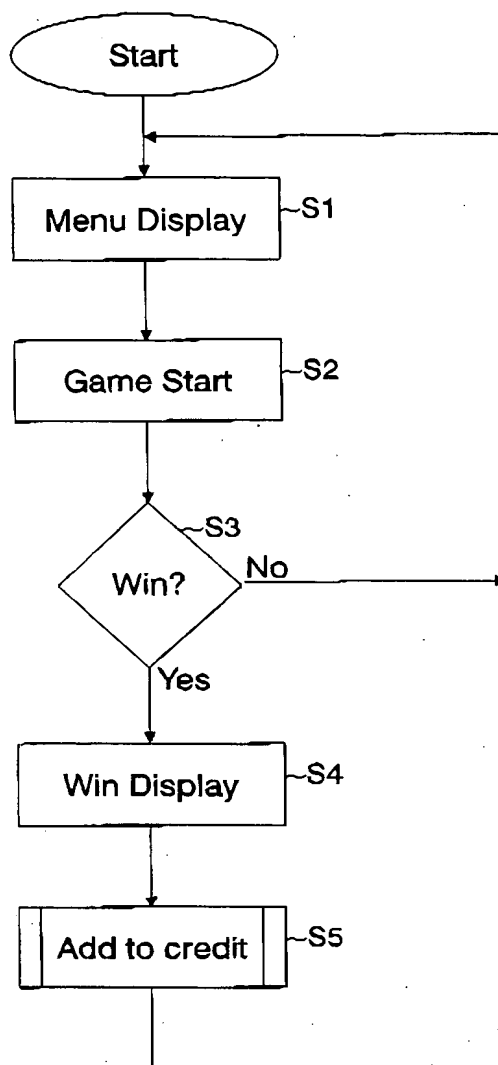 Start
Menu Display
S1
Game Start
S2
S3
Win?
No
Yes
Win Display
S4
Add to credit
S5